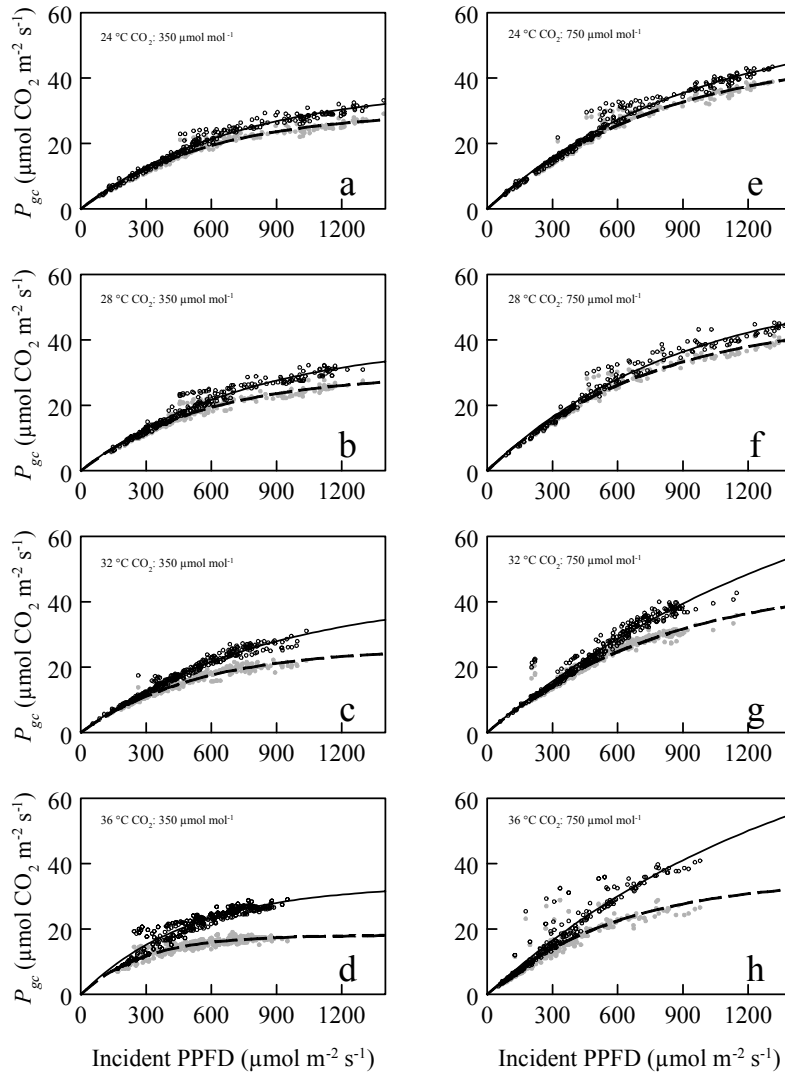 24 °C CO₂: 350 µmol mol⁻¹
P_gc (µmol CO₂ m⁻² s⁻¹)
60
40
20
0
0 300 600 900 1200
a
24 °C CO₂: 750 µmol mol⁻¹
60
40
20
0
0 300 600 900 1200
e
28 °C CO₂: 350 µmol mol⁻¹
P_gc (µmol CO₂ m⁻² s⁻¹)
60
40
20
0
0 300 600 900 1200
b
28 °C CO₂: 750 µmol mol⁻¹
60
40
20
0
0 300 600 900 1200
f
32 °C CO₂: 350 µmol mol⁻¹
P_gc (µmol CO₂ m⁻² s⁻¹)
60
40
20
0
0 300 600 900 1200
c
32 °C CO₂: 750 µmol mol⁻¹
60
40
20
0
0 300 600 900 1200
g
36 °C CO₂: 350 µmol mol⁻¹
P_gc (µmol CO₂ m⁻² s⁻¹)
60
40
20
0
0 300 600 900 1200
d
Incident PPFD (µmol m⁻² s⁻¹)
36 °C CO₂: 750 µmol mol⁻¹
60
40
20
0
0 300 600 900 1200
h
Incident PPFD (µmol m⁻² s⁻¹)